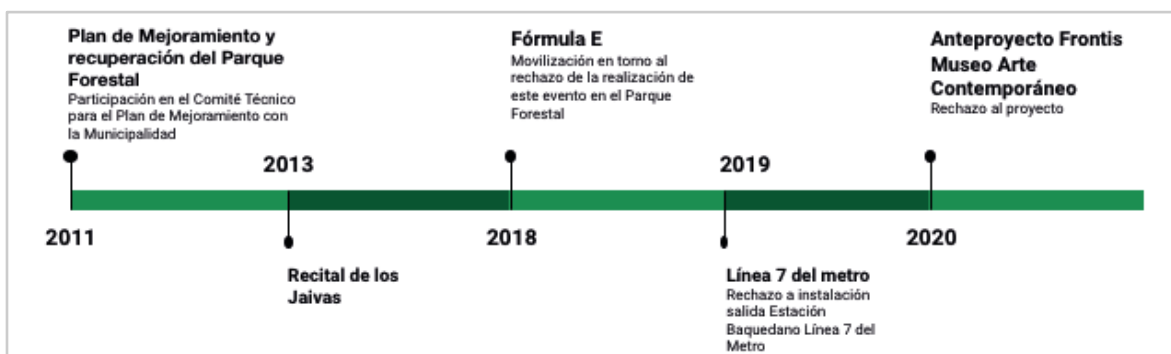 Plan de Mejoramiento y
recuperación del Parque
Forestal
Participación en el Comité Técnico
para el Plan de Mejoramiento con
la Municipalidad
2011
2013
Recital de los
Jaivas
Fórmula E
Movilización en torno al
rechazo de la realización de
este evento en el Parque
Forestal
2018
2019
Línea 7 del metro
Rechazo a instalación
salida Estación
Baquedano Línea 7 del
Metro
Anteproyecto Frontis
Museo Arte
Contemporáneo
Rechazo al proyecto
2020